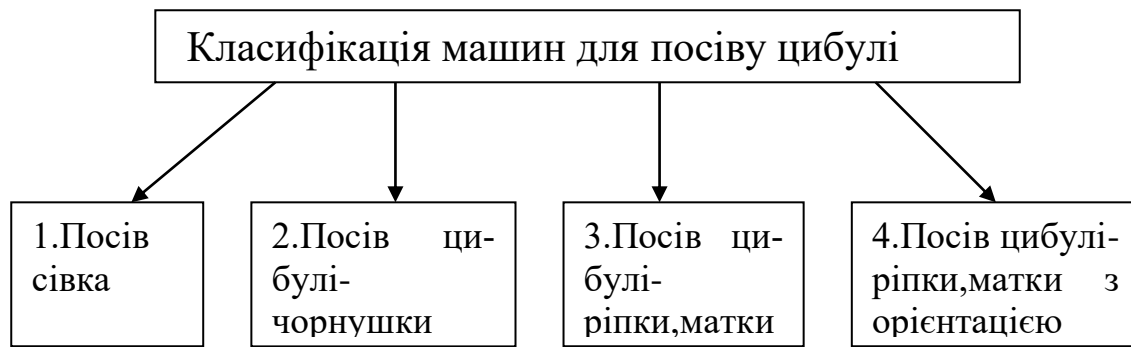 Класифікація машин для посіву цибулі
1.Посів
сівка
2.Посів ци-
булі-
чорнушки
3.Посів ци-
булі-
ріпки,матки
4.Посів цибулі-
ріпки,матки з
орієнтацією